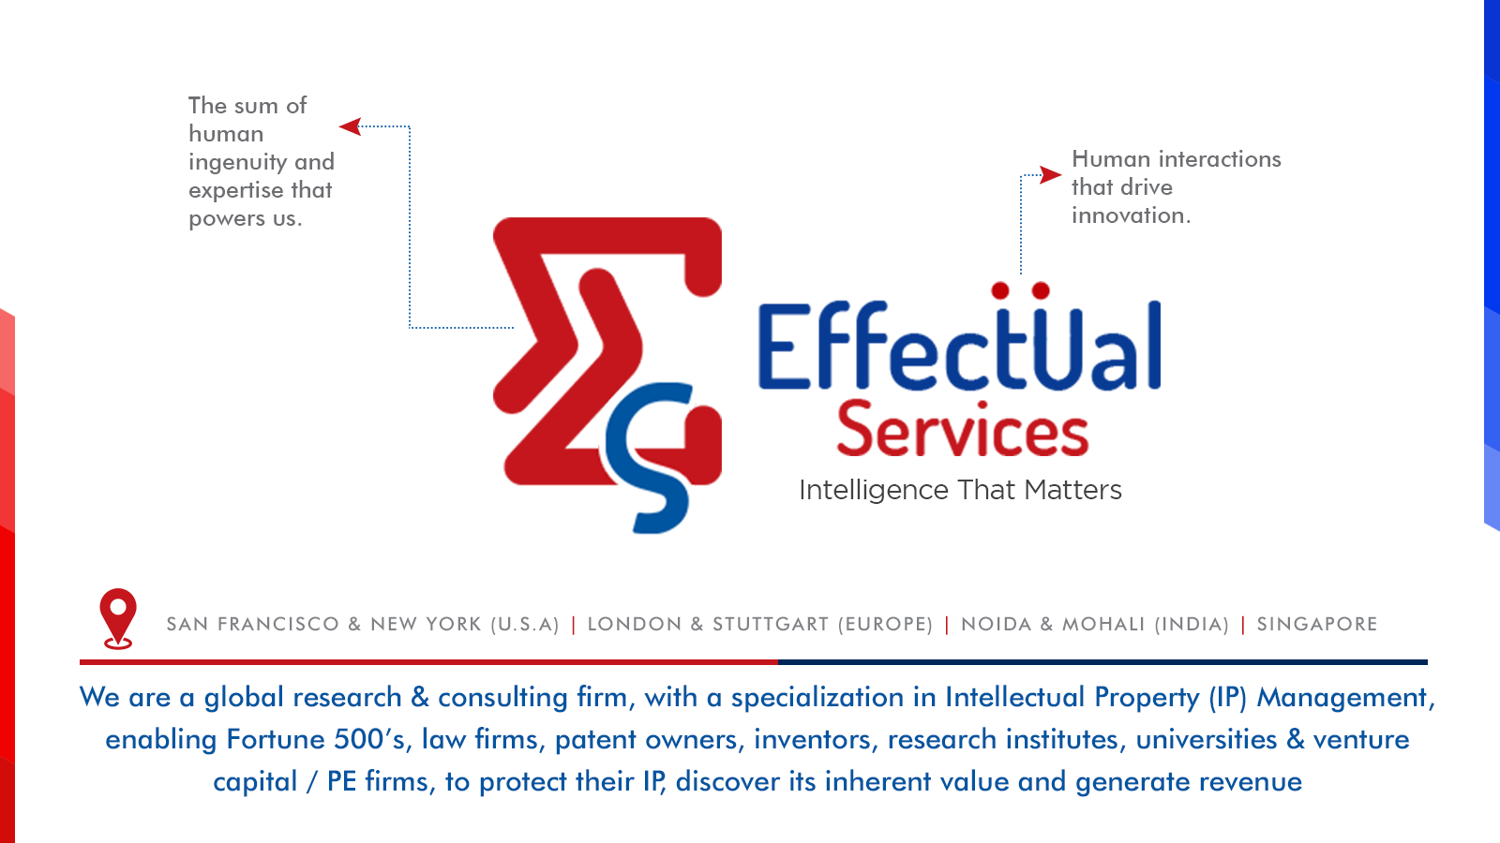 The sum of
human
ingenuity and
expertise that
powers us.
Human interactions
that drive
innovation.
EffectUal
Services
Intelligence That Matters
SAN FRANCISCO & NEW YORK (U.S.A) | LONDON & STUTTGART (EUROPE) | NOIDA & MOHALI (INDIA) | SINGAPORE
We are a global research & consulting firm, with a specialization in Intellectual Property (IP) Management,
enabling Fortune 500's, law firms, patent owners, inventors, research institutes, universities & venture
capital / PE firms, to protect their IP, discover its inherent value and generate revenue